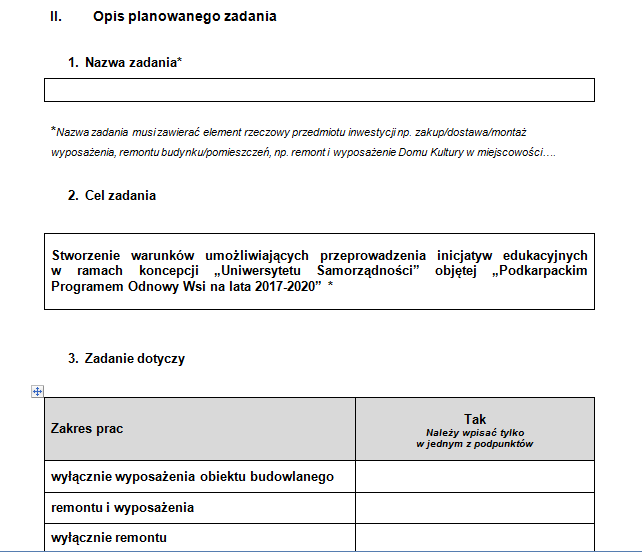 II. Opis planowanego zadania
1. Nazwa zadania*
*Nazwa zadania musi zawierać element rzeczowy przedmiotu inwestycji np. zakup/dostawa/montaż
wyposażenia, remontu budynku/pomieszczeń, np. remont i wyposażenie Domu Kultury w miejscowości….
2. Cel zadania
Stworzenie warunków umożliwiających przeprowadzenia inicjatyw edukacyjnych
w ramach koncepcji „Uniwersytetu Samorządności” objętej „Podkarpackim
Programem Odnowy Wsi na lata 2017-2020” *
3. Zadanie dotyczy
Zakres prac
Tak
Należy wpisać tylko
w jednym z podpunktów
wyłącznie wyposażenia obiektu budowlanego
remontu i wyposażenia
wyłącznie remontu